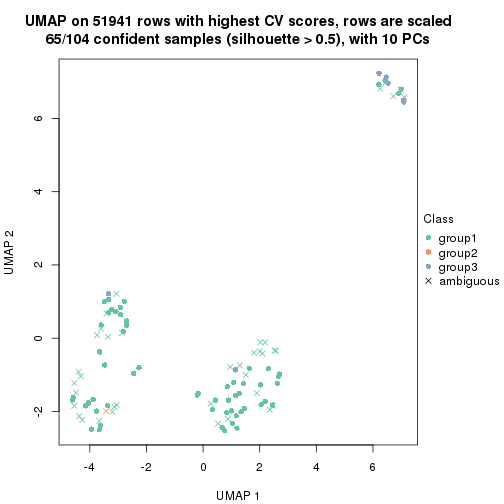 UMAP on 51941 rows with highest CV scores, rows are scaled
65/104 confident samples (silhouette > 0.5), with 10 PCs
6
4
2
0
-2
UMAP 2
-4
-2
0
2
4
6
UMAP 1
Class
group1
group2
group3
ambiguous